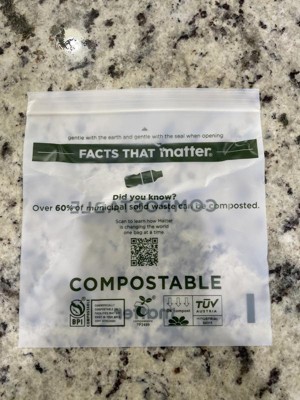 gentle with the earth and gentle with the seal when opening
FACTS THAT matter.
Did you know?
Over 60% of municipal solid waste can be composted.
Scan to learn how Matter
is changing the world
one bag at a time.
COMPOSTABLE
BPI
TÜV
AUSTRIA